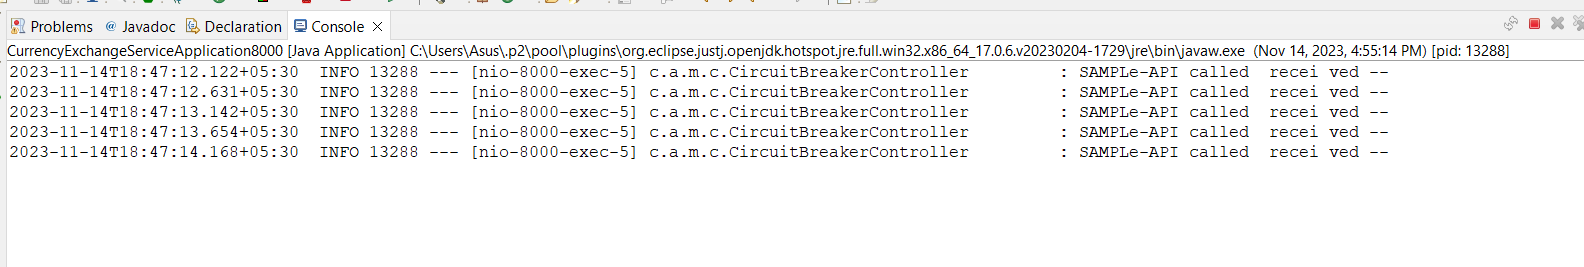 Problems @ Javadoc Declaration Console
CurrencyExchangeServiceApplication8000 [Java Application] C:\Users\Asus\.p2\pool\plugins\org.eclipse.justj.openjdk.hotspot.jre.full.win32.x86_64_17.0.6.v20230204-1729\jre\bin\javaw.exe (Nov 14, 2023, 4:55:14 PM) [pid: 13288]
2023-11-14T18:47:12.122+05:30  INFO 13288 --- [nio-8000-exec-5] c.a.m.c.CircuitBreakerController         : SAMPLe-API called  recei ved --
2023-11-14T18:47:12.631+05:30  INFO 13288 --- [nio-8000-exec-5] c.a.m.c.CircuitBreakerController         : SAMPLe-API called  recei ved --
2023-11-14T18:47:13.142+05:30  INFO 13288 --- [nio-8000-exec-5] c.a.m.c.CircuitBreakerController         : SAMPLe-API called  recei ved --
2023-11-14T18:47:13.654+05:30  INFO 13288 --- [nio-8000-exec-5] c.a.m.c.CircuitBreakerController         : SAMPLe-API called  recei ved --
2023-11-14T18:47:14.168+05:30  INFO 13288 --- [nio-8000-exec-5] c.a.m.c.CircuitBreakerController         : SAMPLe-API called  recei ved --